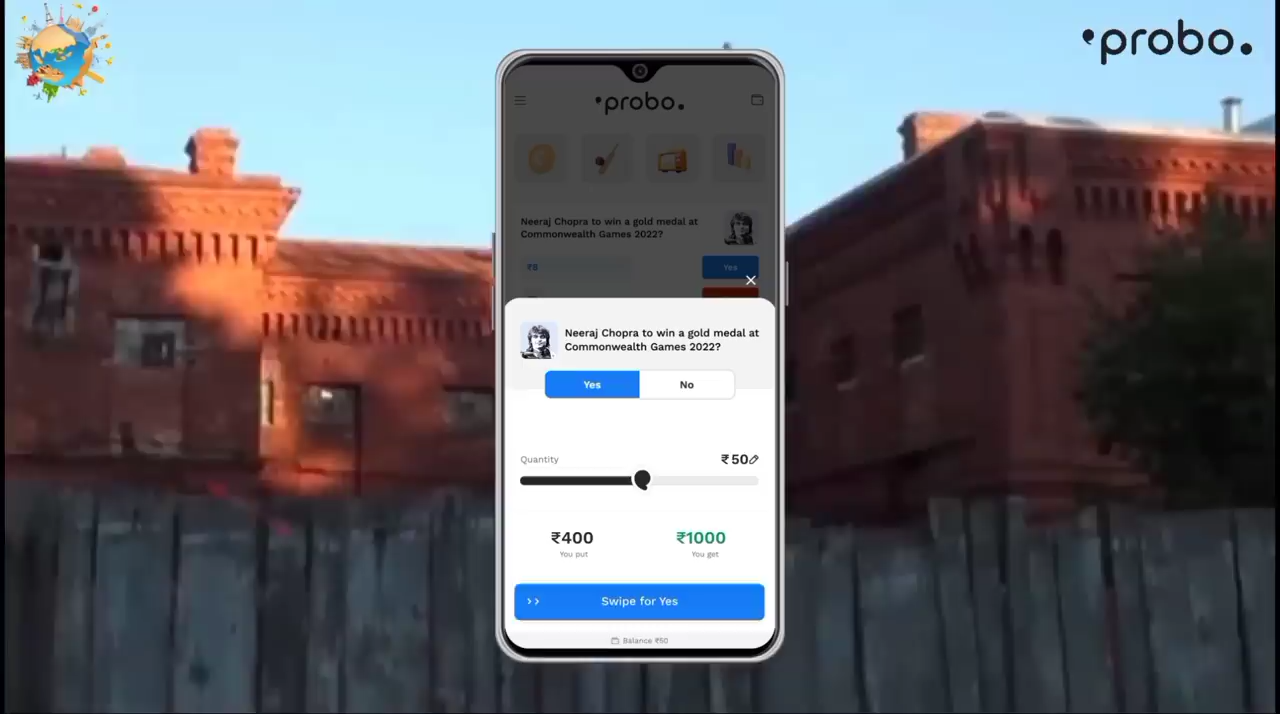 probo.
probo.
Neeraj Chopra to win a gold medal at
Commonwealth Games 2022?
Yes
Neeraj Chopra to win a gold medal at
Commonwealth Games 2022?
Yes
No
Quantity
₹50
₹400
₹1000
You put
You get
Swipe for Yes
Balance ₹50